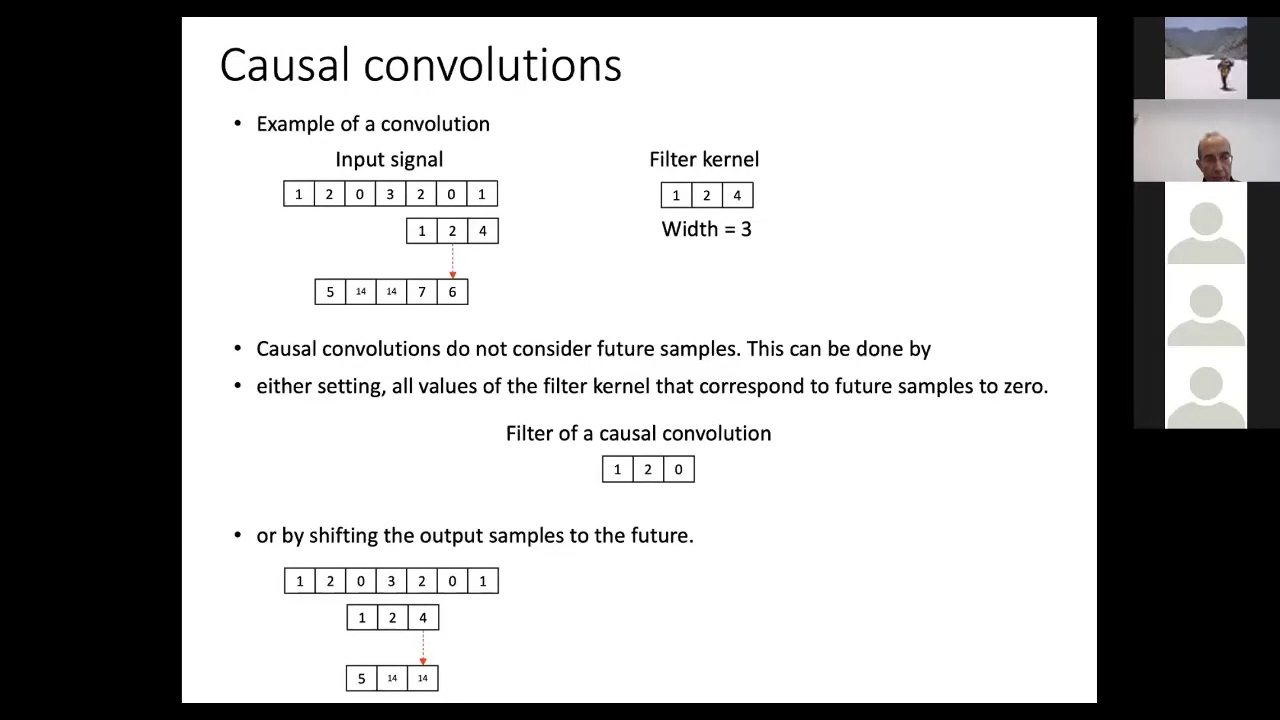 Causal convolutions
• Example of a convolution
Input signal
Filter kernel
1 2 0 3 2 0 1
1 2 4
1 2 4
Width = 3
5 14 14 7 6
• Causal convolutions do not consider future samples. This can be done by
• either setting, all values of the filter kernel that correspond to future samples to zero.
Filter of a causal convolution
1 2 0
• or by shifting the output samples to the future.
1 2 0 3 2 0 1
1 2 4
5 14 14